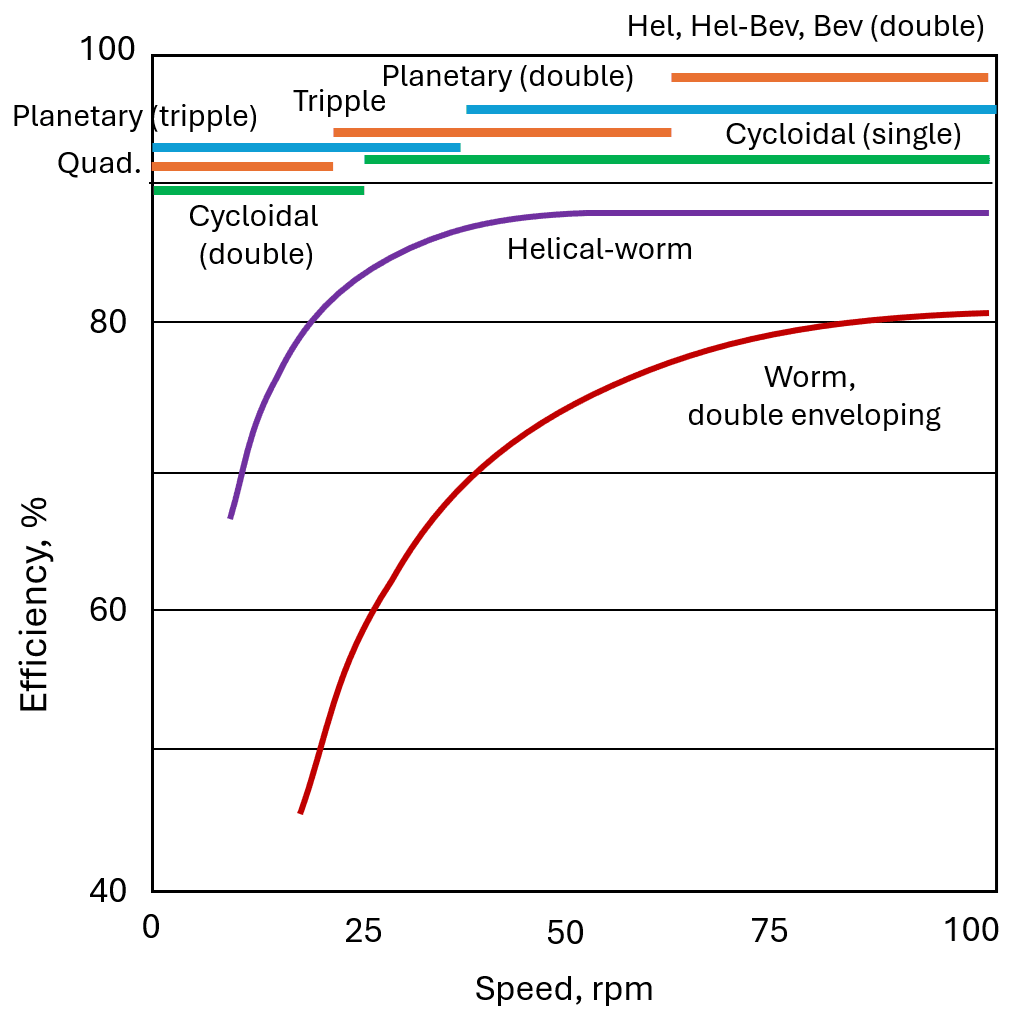 Hel, Hel-Bev, Bev (double)
100
Planetary (double)
Tripple
Planetary (tripple)
Cycloidal (single)
Quad.
Cycloidal
(double)
Helical-worm
80
Worm,
double enveloping
Efficiency, %
60
40
0 25 50 75 100
Speed, rpm